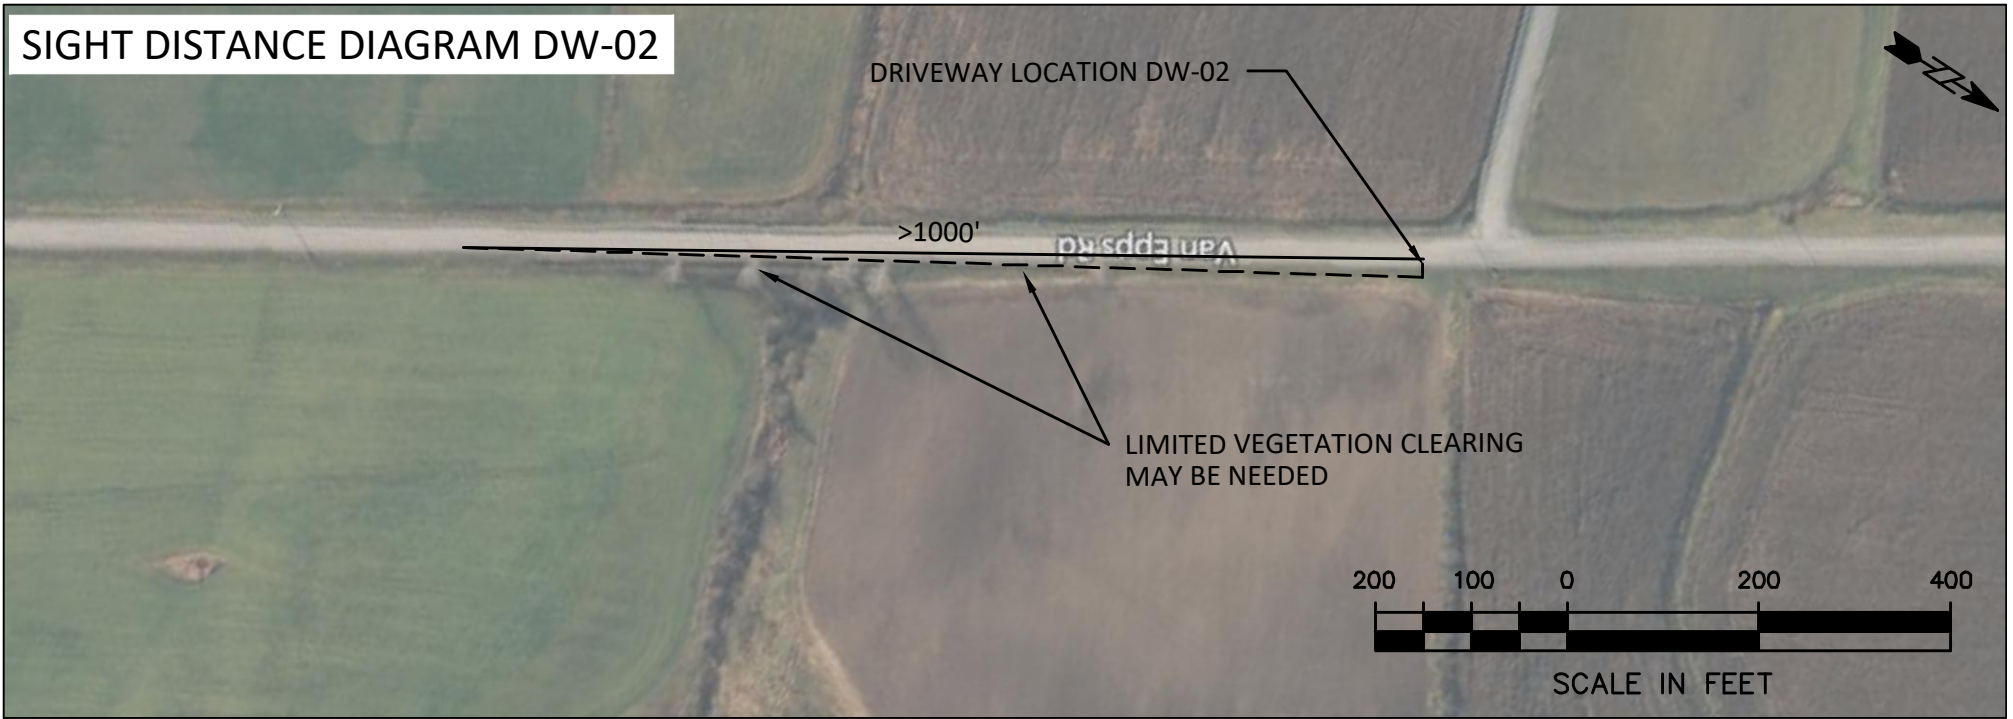 SIGHT DISTANCE DIAGRAM DW-02
DRIVEWAY LOCATION DW-02
N
>1000'
Van Epps Rd
LIMITED VEGETATION CLEARING
MAY BE NEEDED
200 100 0 200 400
SCALE IN FEET